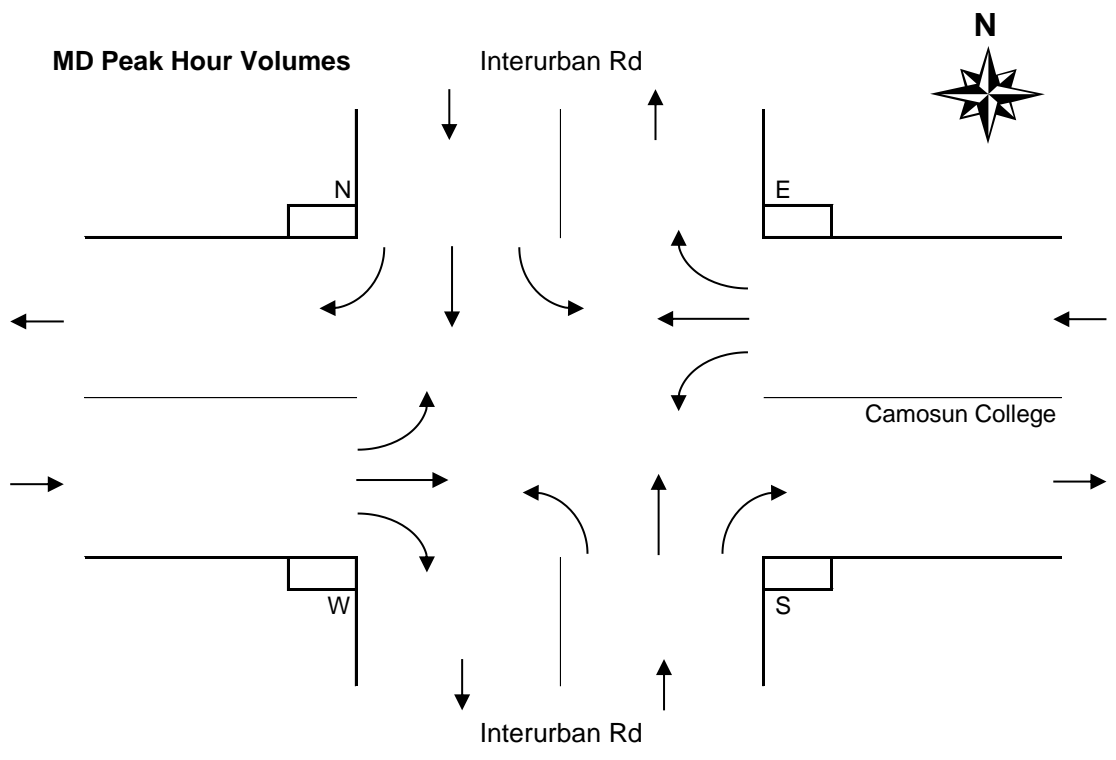 N
MD Peak Hour Volumes
Interurban Rd
N
E
Camosun College
W
S
Interurban Rd